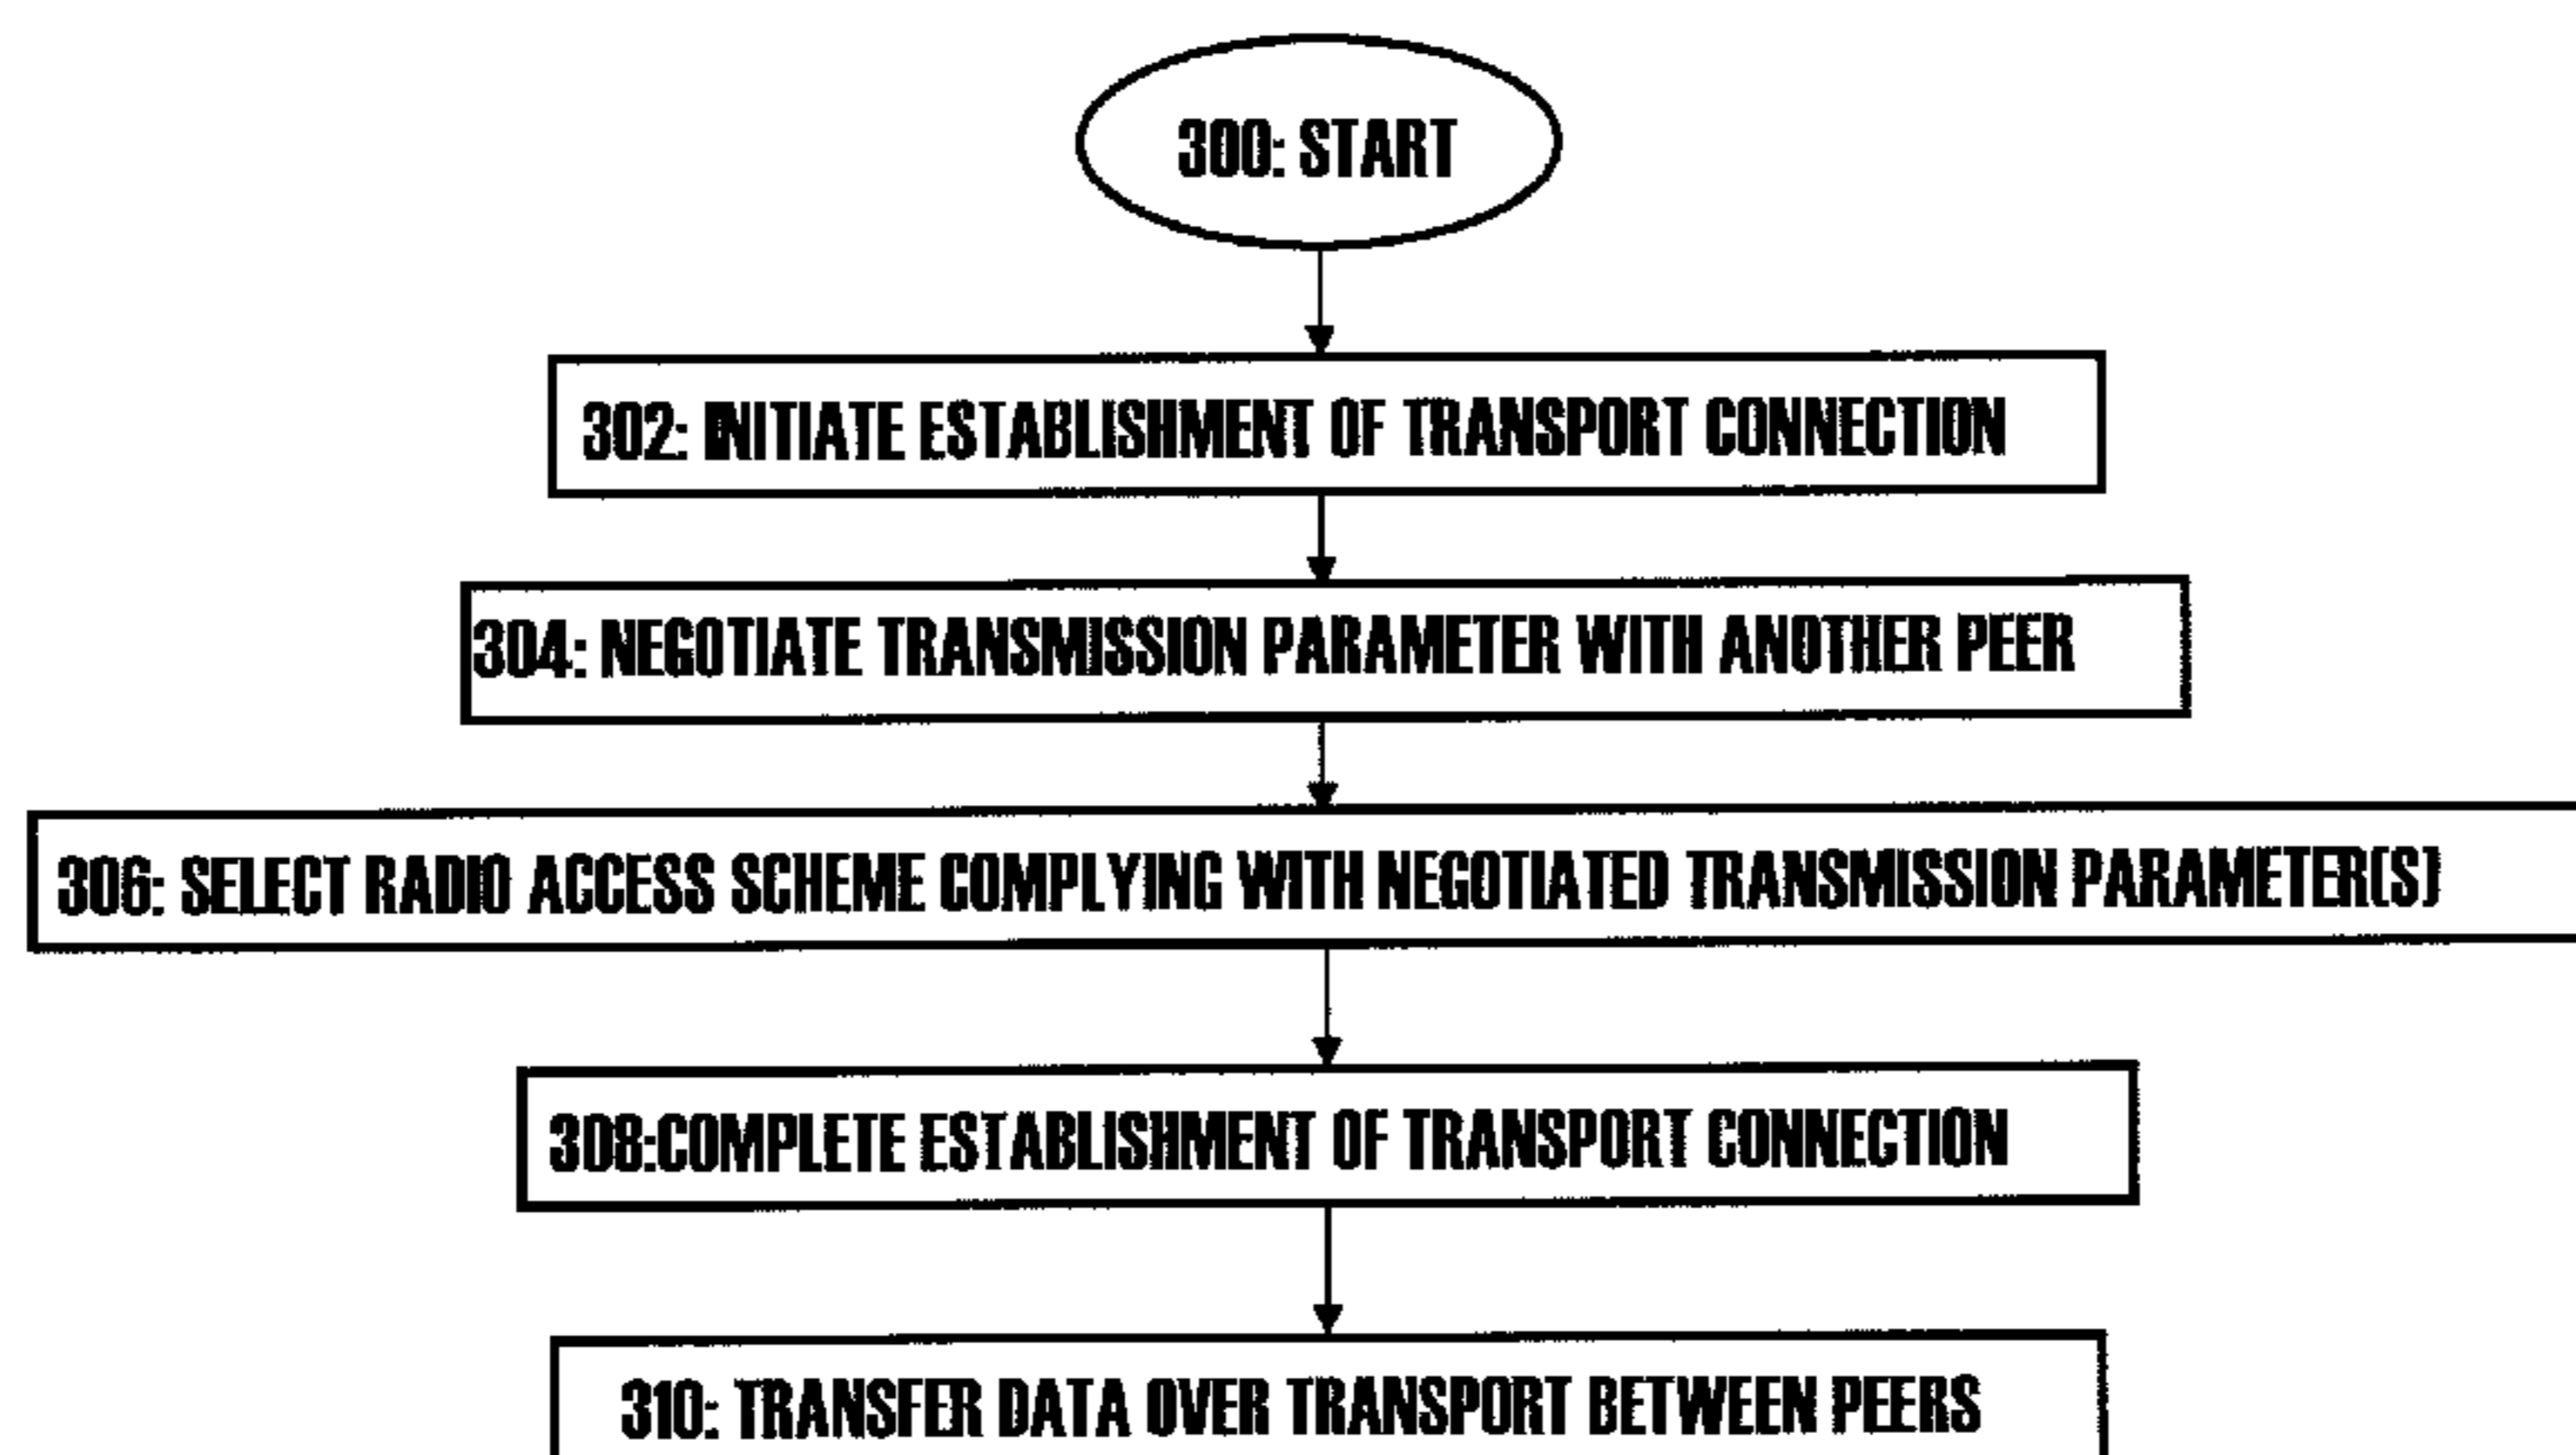 300: START
302: INITIATE ESTABLISHMENT OF TRANSPORT CONNECTION
304: NEGOTIATE TRANSMISSION PARAMETER WITH ANOTHER PEER
306: SELECT RADIO ACCESS SCHEME COMPLYING WITH NEGOTIATED TRANSMISSION PARAMETER(S)
308:COMPLETE ESTABLISHMENT OF TRANSPORT CONNECTION
310: TRANSFER DATA OVER TRANSPORT BETWEEN PEERS